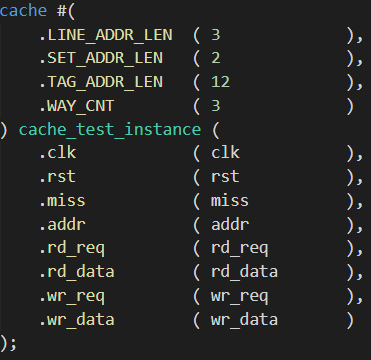 cache #(
    .LINE_ADDR_LEN  ( 3             ),
    .SET_ADDR_LEN   ( 2             ),
    .TAG_ADDR_LEN   ( 12            ),
    .WAY_CNT        ( 3             )
) cache_test_instance (
    .clk            ( clk           ),
    .rst            ( rst           ),
    .miss           ( miss          ),
    .addr           ( addr          ),
    .rd_req         ( rd_req        ),
    .rd_data        ( rd_data       ),
    .wr_req         ( wr_req        ),
    .wr_data        ( wr_data       )
);